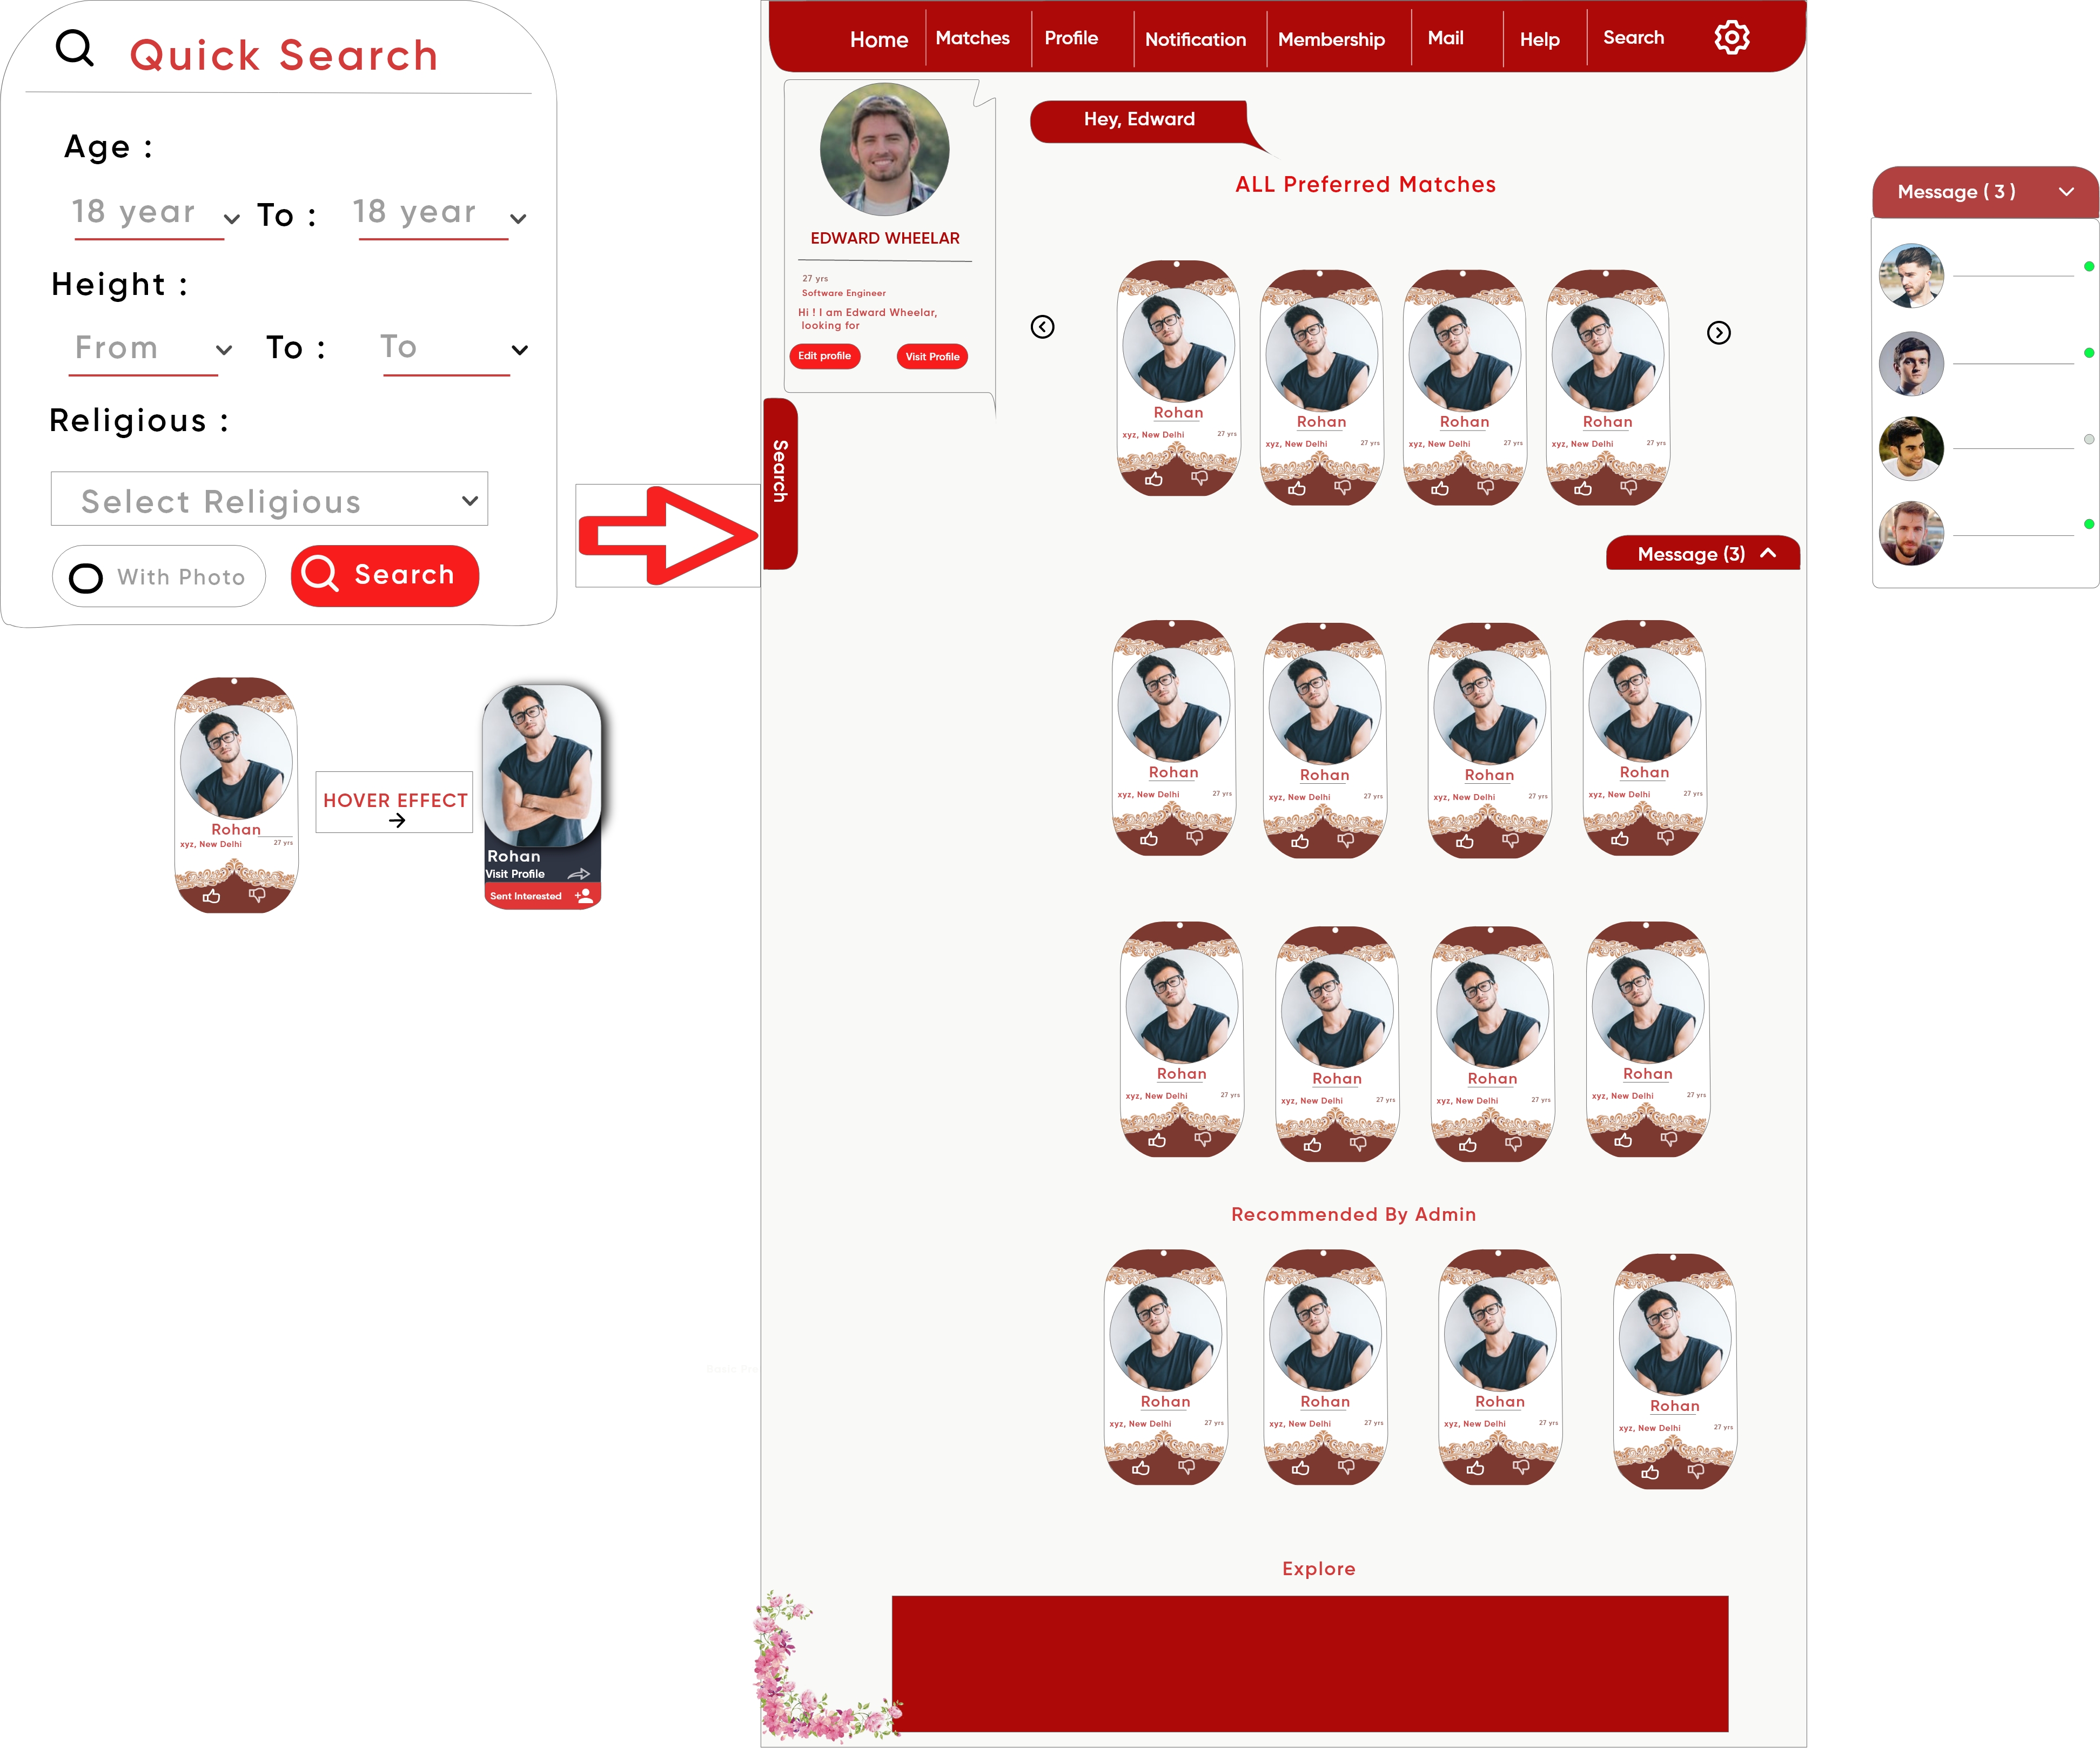 Quick Search
Age :
18 year To : 18 year
Height :
From To : To
Religious :
Select Religious
With Photo Search
Rohan
xyz, New Delhi 27 yrs
HOVER EFFECT
Rohan
Visit Profile
Sent Interested
Home Matches Profile Notification Membership Mail Help Search
EDWARD WHEELAR
27 yrs
Software Engineer
Hi ! I am Edward Wheelar,
looking for
Edit profile Visit Profile
Search
Hey, Edward
ALL Preferred Matches
Rohan Rohan Rohan Rohan
xyz, New Delhi 27 yrs xyz, New Delhi 27 yrs xyz, New Delhi 27 yrs xyz, New Delhi 27 yrs
Message (3)
Rohan Rohan Rohan Rohan
xyz, New Delhi 27 yrs xyz, New Delhi 27 yrs xyz, New Delhi 27 yrs xyz, New Delhi 27 yrs
Rohan Rohan Rohan Rohan
xyz, New Delhi 27 yrs xyz, New Delhi 27 yrs xyz, New Delhi 27 yrs xyz, New Delhi 27 yrs
Recommended By Admin
Rohan Rohan Rohan Rohan
xyz, New Delhi 27 yrs xyz, New Delhi 27 yrs xyz, New Delhi 27 yrs xyz, New Delhi 27 yrs
Explore
Message ( 3 )